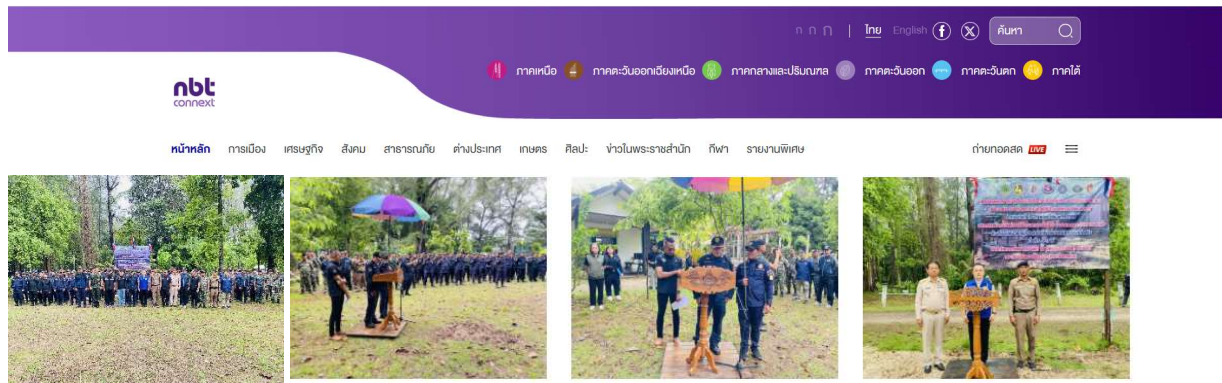 ก ก ก | ไทย English ค้นหา
ภาคเหนือ ภาคตะวันออกเฉียงเหนือ ภาคกลางและปริมณฑล ภาคตะวันออก ภาคตะวันตก ภาคใต้
nbt
connext
หน้าหลัก การเมือง เศรษฐกิจ สังคม สาธารณภัย ต่างประเทศ เกษตร ศิลปะ ข่าวในพระราชสำนัก กีฬา รายงานพิเศษ ถ่ายทอดสด LIVE